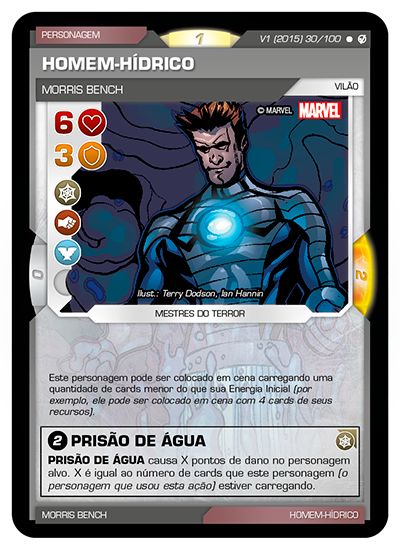 PERSONAGEM
1
V1 (2015) 30/100
HOMEM-HÍDRICO
MORRIS BENCH
VILÃO
6
© MARVEL
MARVEL
3
0
2
Ilust.: Terry Dodson, Ian Hannin
MESTRES DO TERROR
Este personagem pode ser colocado em cena carregando uma
quantidade de cards menor do que sua Energia Inicial (por
exemplo, ele pode ser colocado em cena com 4 cards de seus
recursos).
2 PRISÃO DE ÁGUA
PRISÃO DE ÁGUA causa X pontos de dano no personagem
alvo. X é igual ao número de cards que este personagem (o
personagem que usou esta ação) estiver carregando.
MORRIS BENCH
HOMEM-HÍDRICO